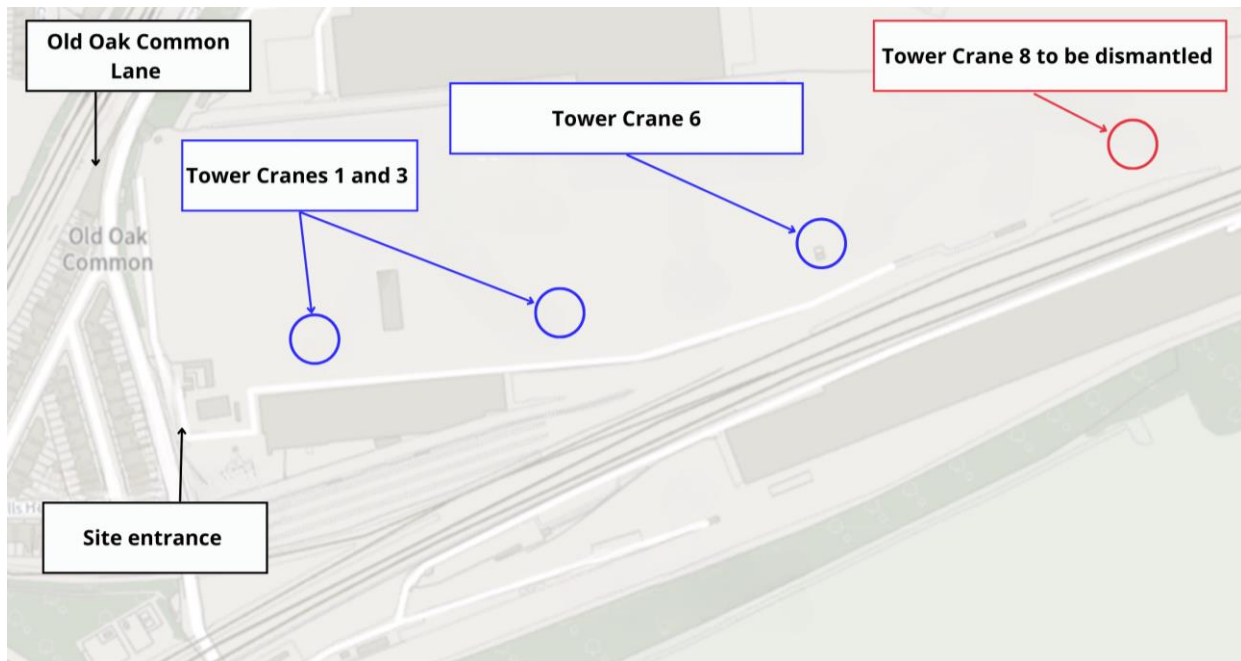 Old Oak Common
Lane
Tower Crane 8 to be dismantled
Tower Crane 6
Tower Cranes 1 and 3
Old Oak
Common
Site entrance